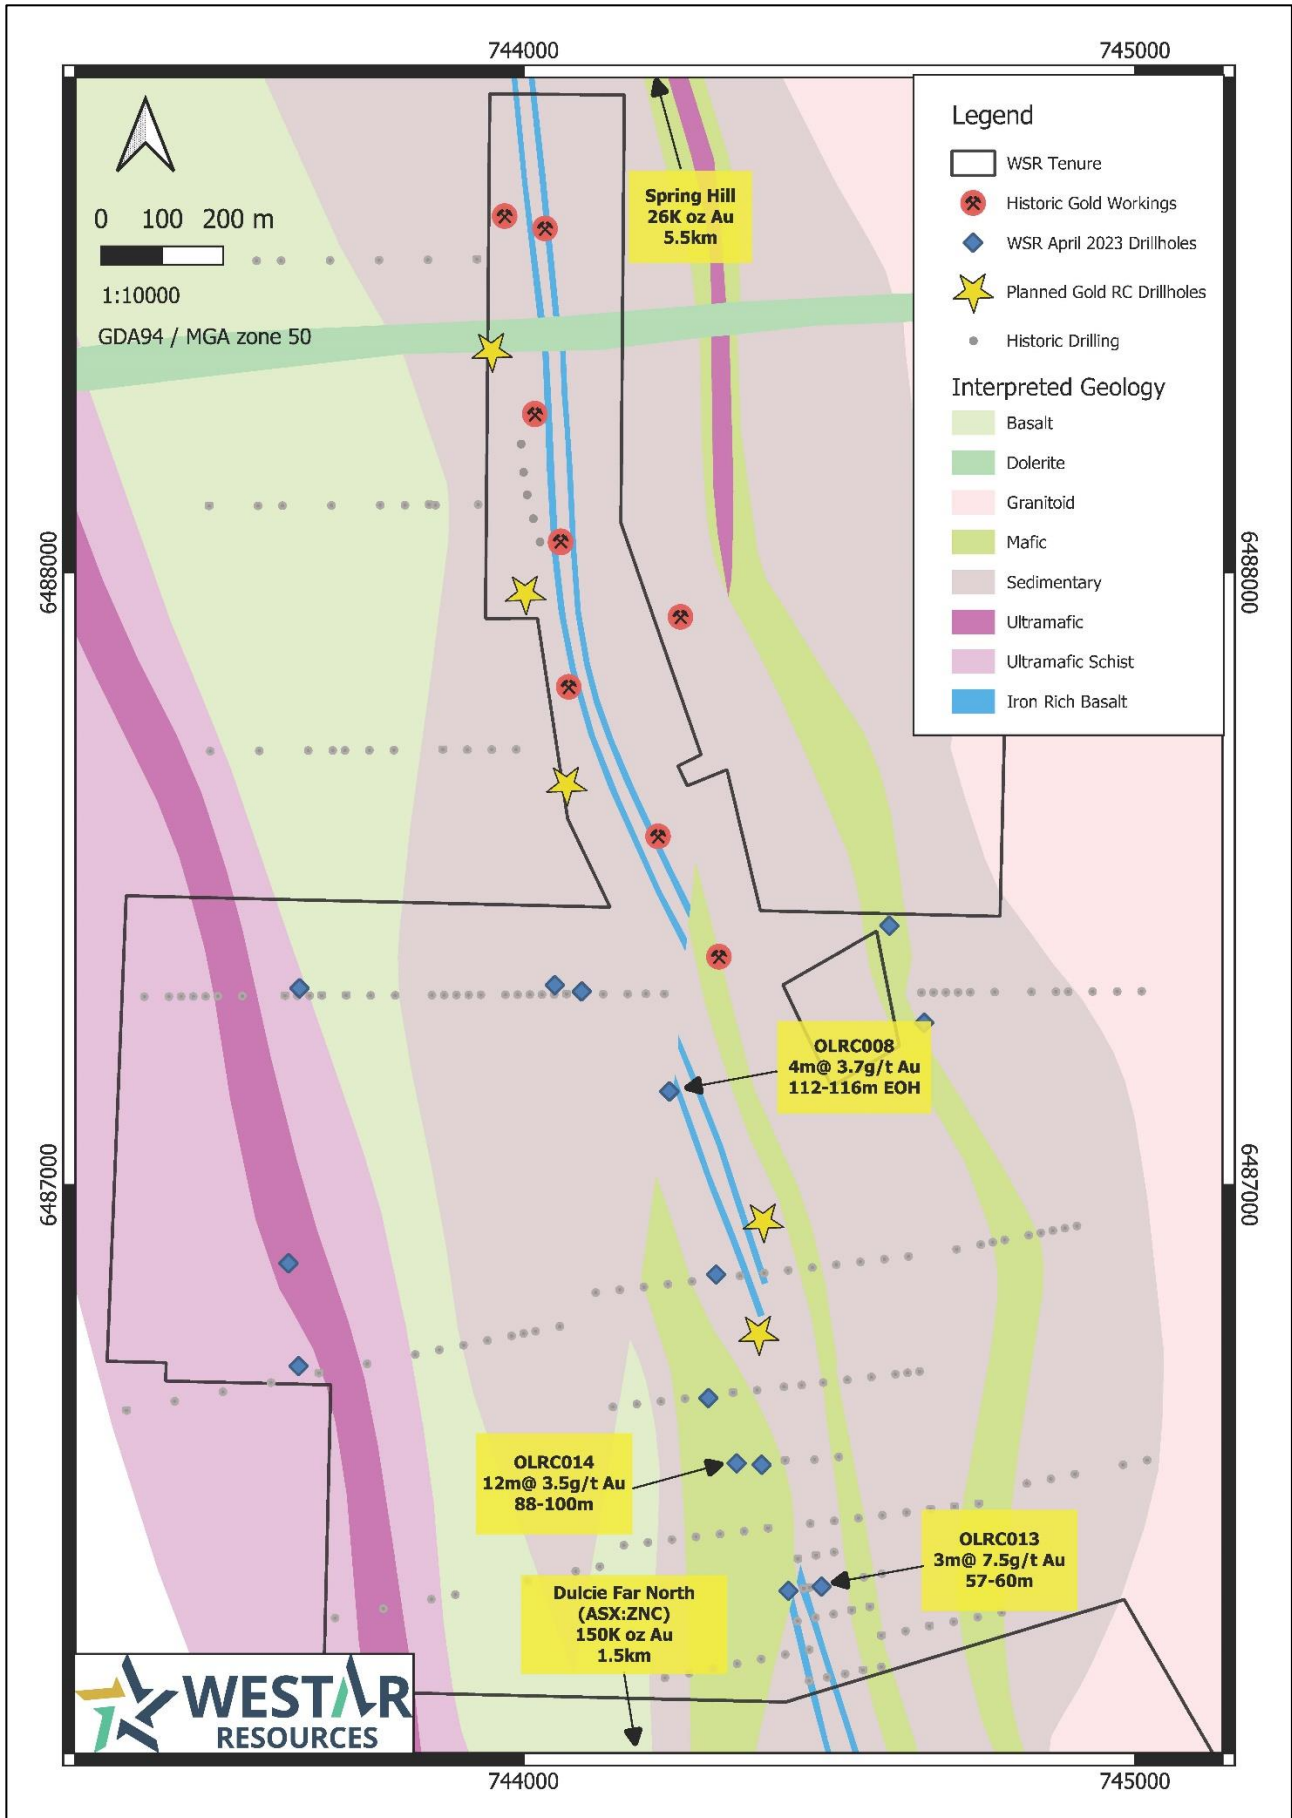 744000
745000
Legend
WSR Tenure
Historic Gold Workings
WSR April 2023 Drillholes
Planned Gold RC Drillholes
Historic Drilling
Interpreted Geology
Basalt
Dolerite
Granitoid
Mafic
Sedimentary
Ultramafic
Ultramafic Schist
Iron Rich Basalt
0 100 200 m
1:10000
GDA94 / MGA zone 50
Spring Hill
26K oz Au
5.5km
6488000
6488000
OLRC008
4m@ 3.7g/t Au
112-116m EOH
6487000
6487000
OLRC014
12m@ 3.5g/t Au
88-100m
OLRC013
3m@ 7.5g/t Au
57-60m
Dulcie Far North
(ASX:ZNC)
150K oz Au
1.5km
WESTAR
RESOURCES
744000
745000